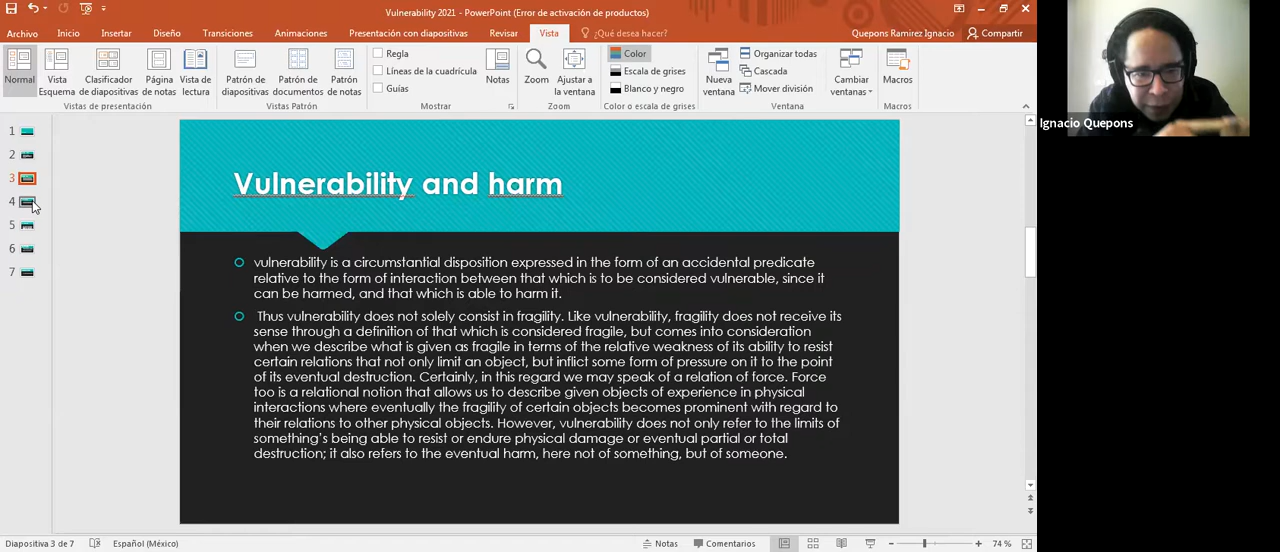 Vulnerability 2021 - PowerPoint (Error de activación de productos)
Archivo Inicio Insertar Diseño Transiciones Animaciones Presentación con diapositivas Revisar Vista ¿Qué desea hacer? Quepons Ramirez Ignacio Compartir
Normal
Vista Esquema
Clasificador de diapositivas
Página de notas
Vista de lectura
Vistas de presentación
Patrón de diapositivas
Patrón de documentos
Patrón de notas
Vistas Patrón
Regla
Líneas de la cuadrícula
Guías
Mostrar
Notas
Zoom
Ajustar a la ventana
Zoom
Color
Escala de grises
Blanco y negro
Color o escala de grises
Nueva ventana
Organizar todas
Cascada
Mover división
Ventana
Cambiar ventanas
Macros
Macros
Ignacio Quepons
1
2
3
4
5
6
7
Vulnerability and harm
vulnerability is a circumstantial disposition expressed in the form of an accidental predicate
relative to the form of interaction between that which is to be considered vulnerable, since it
can be harmed, and that which is able to harm it.
Thus vulnerability does not solely consist in fragility. Like vulnerability, fragility does not receive its
sense through a definition of that which is considered fragile, but comes into consideration
when we describe what is given as fragile in terms of the relative weakness of its ability to resist
certain relations that not only limit an object, but inflict some form of pressure on it to the point
of its eventual destruction. Certainly, in this regard we may speak of a relation of force. Force
too is a relational notion that allows us to describe given objects of experience in physical
interactions where eventually the fragility of certain objects becomes prominent with regard to
their relations to other physical objects. However, vulnerability does not only refer to the limits of
something's being able to resist or endure physical damage or eventual partial or total
destruction; it also refers to the eventual harm, here not of something, but of someone.
Diapositiva 3 de 7 Español (México) Notas Comentarios 74 %